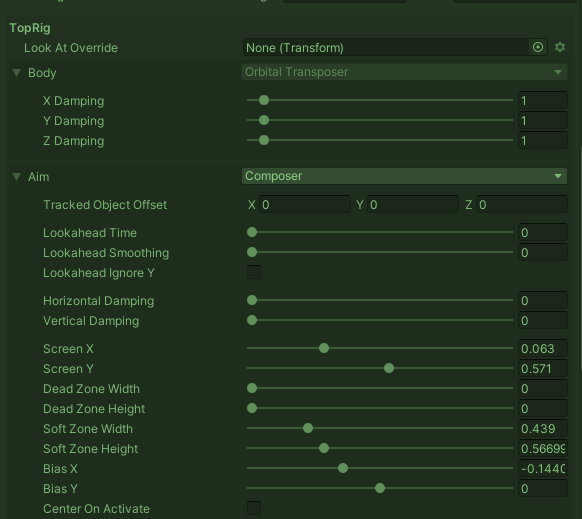 TopRig
Look At Override None (Transform)
Body Orbital Transposer
X Damping 1
Y Damping 1
Z Damping 1
Aim Composer
Tracked Object Offset X 0 Y 0 Z 0
Lookahead Time 0
Lookahead Smoothing 0
Lookahead Ignore Y
Horizontal Damping 0
Vertical Damping 0
Screen X 0.063
Screen Y 0.571
Dead Zone Width 0
Dead Zone Height 0
Soft Zone Width 0.439
Soft Zone Height 0.56699
Bias X -0.1440
Bias Y 0
Center On Activate